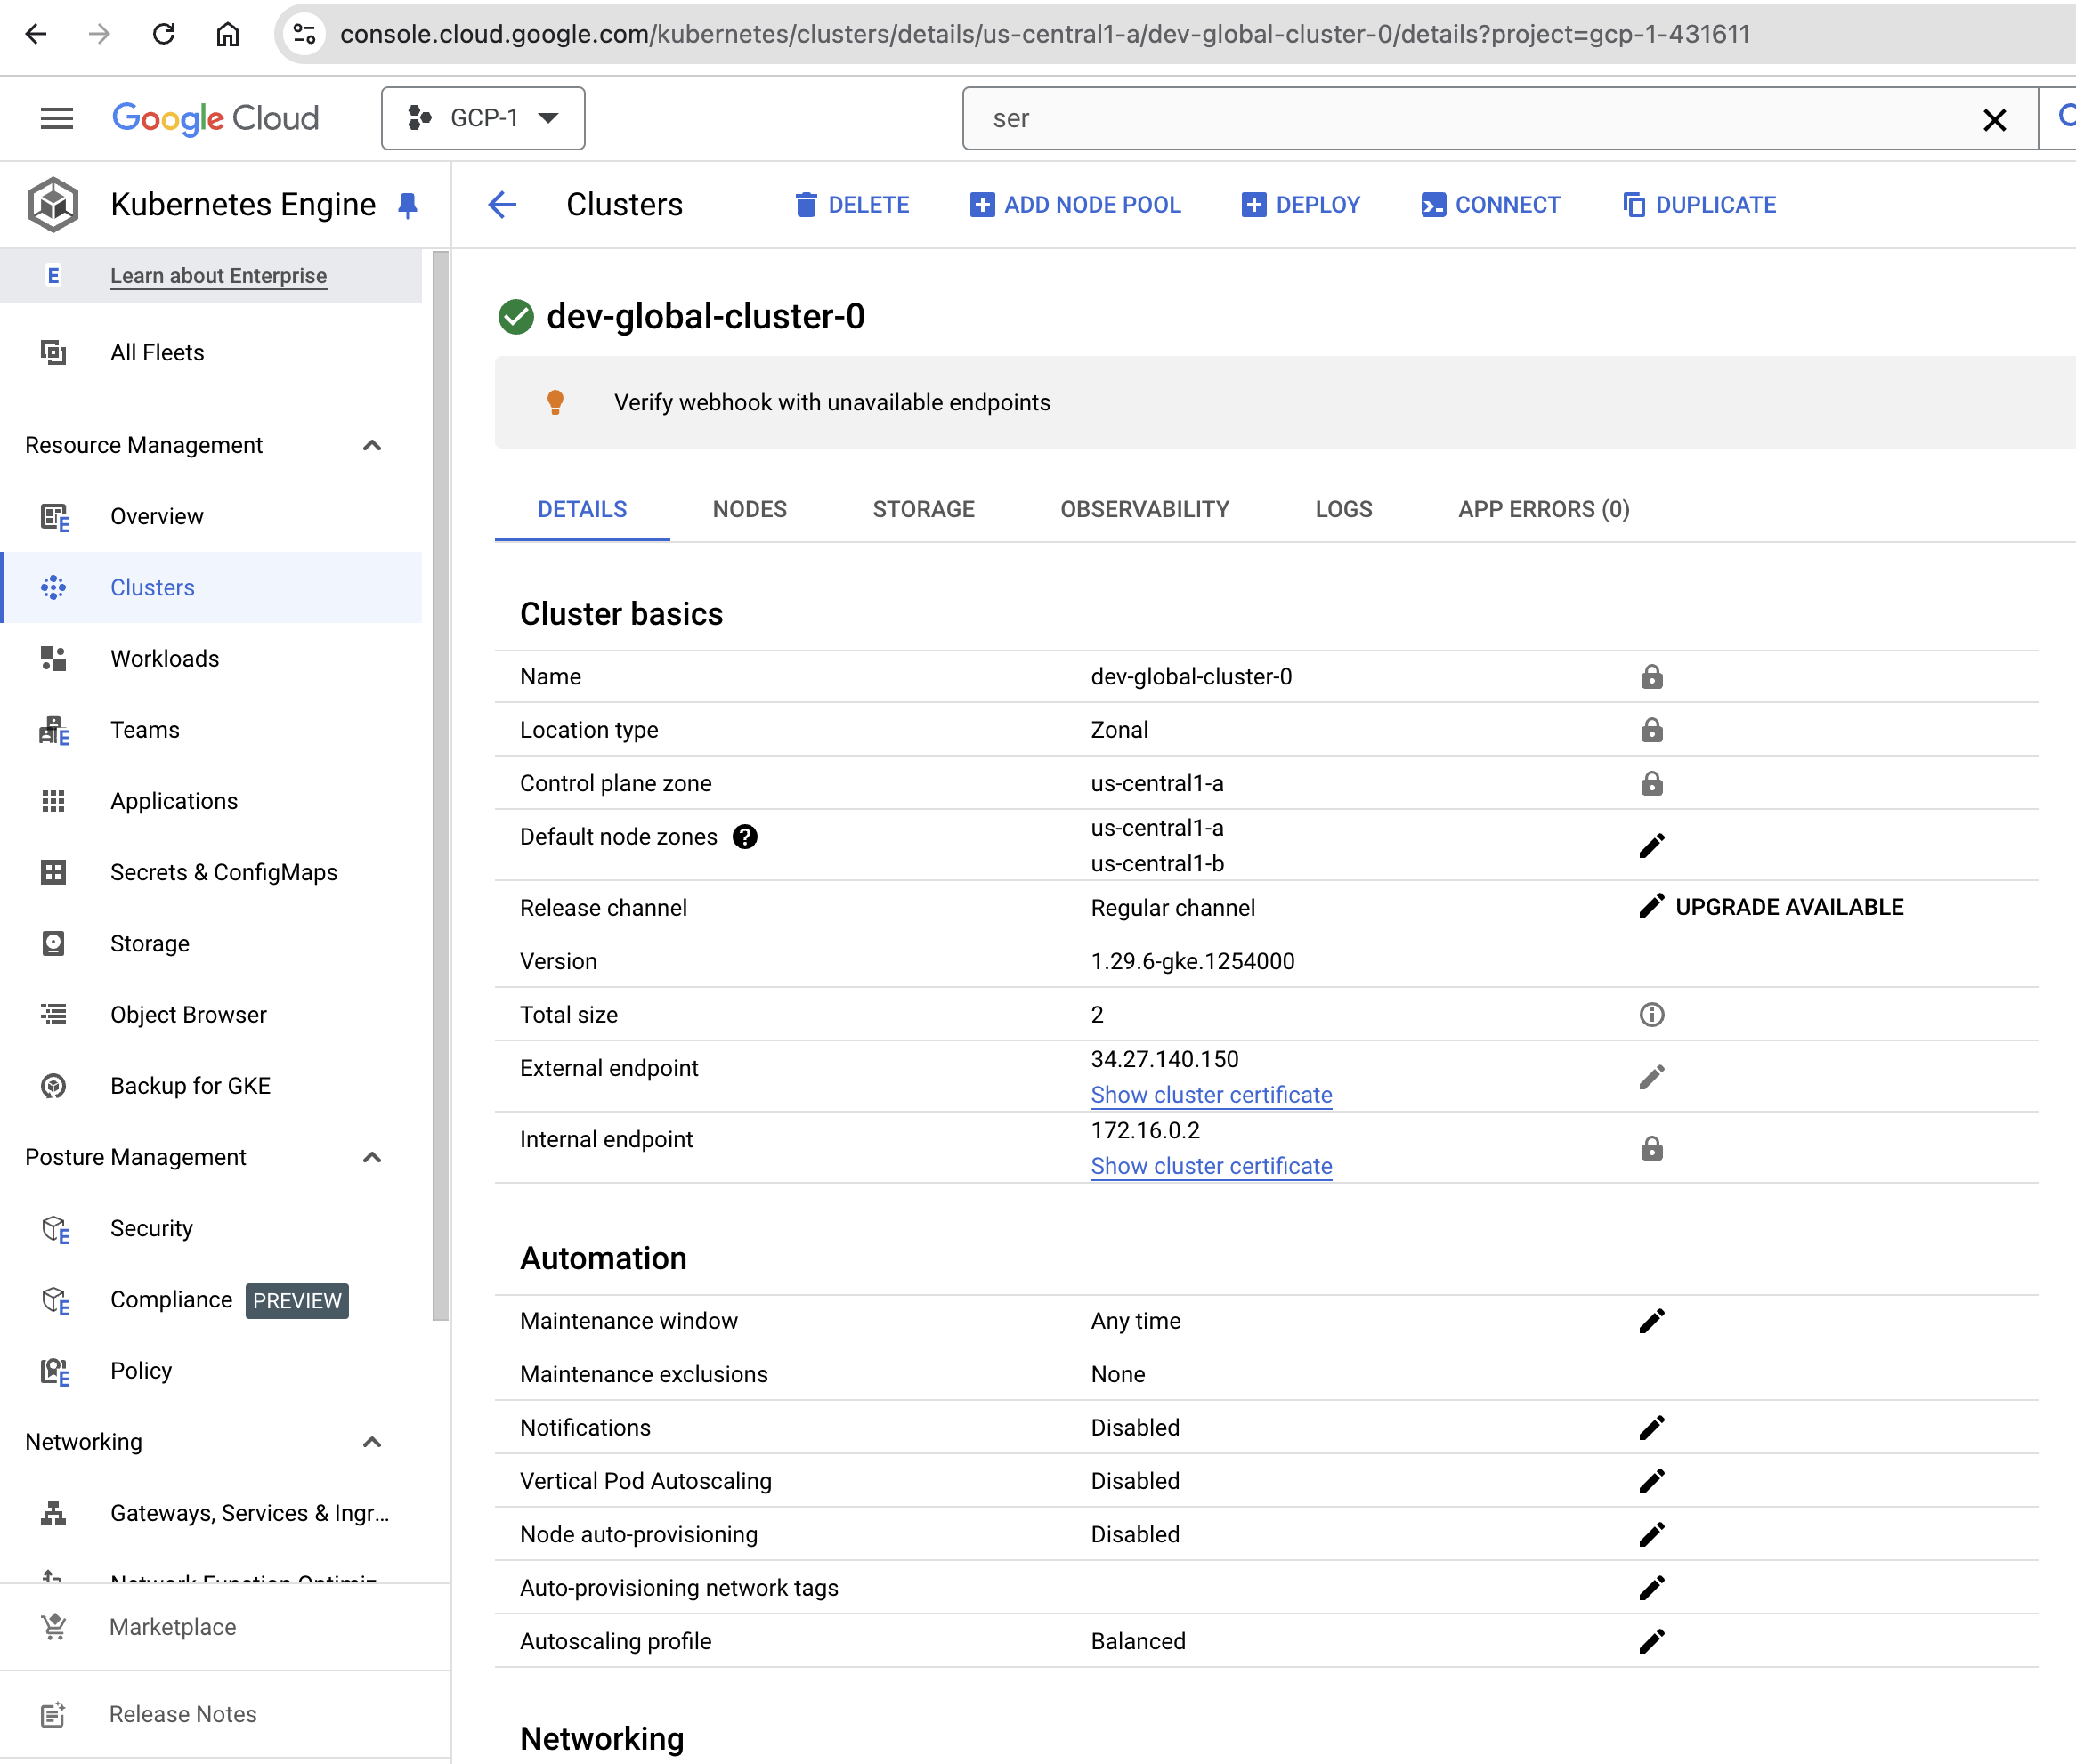 console.cloud.google.com/kubernetes/clusters/details/us-central1-a/dev-global-cluster-0/details?project=gcp-1-431611
Google Cloud
GCP-1
ser
Kubernetes Engine
Clusters
DELETE
ADD NODE POOL
DEPLOY
CONNECT
DUPLICATE
E Learn about Enterprise
All Fleets
Resource Management
Overview
Clusters
Workloads
Teams
Applications
Secrets & ConfigMaps
Storage
Object Browser
Backup for GKE
Posture Management
Security
Compliance PREVIEW
Policy
Networking
Gateways, Services & Ingr...
Network Function Optimiz
Marketplace
Release Notes
dev-global-cluster-0
Verify webhook with unavailable endpoints
DETAILS NODES STORAGE OBSERVABILITY LOGS APP ERRORS (0)
Cluster basics
Name dev-global-cluster-0
Location type Zonal
Control plane zone us-central1-a
Default node zones us-central1-a
us-central1-b
Release channel Regular channel UPGRADE AVAILABLE
Version 1.29.6-gke.1254000
Total size 2
External endpoint 34.27.140.150
Show cluster certificate
Internal endpoint 172.16.0.2
Show cluster certificate
Automation
Maintenance window Any time
Maintenance exclusions None
Notifications Disabled
Vertical Pod Autoscaling Disabled
Node auto-provisioning Disabled
Auto-provisioning network tags
Autoscaling profile Balanced
Networking